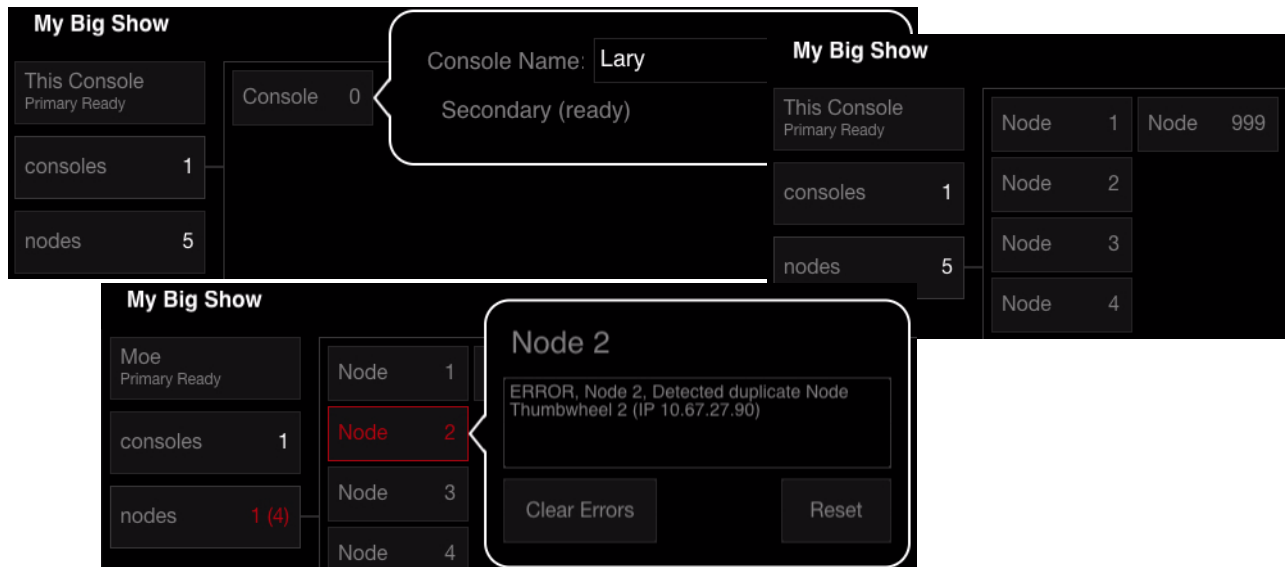 My Big Show
This Console
Primary Ready
consoles 1
nodes 5
Console 0
Console Name: Lary
Secondary (ready)
My Big Show
This Console
Primary Ready
consoles 1
nodes 5
Node 1
Node 999
Node 2
Node 3
Node 4
My Big Show
Moe
Primary Ready
consoles 1
nodes 1 (4)
Node 1
Node 2
Node 3
Node 4
Node 2
ERROR, Node 2, Detected duplicate Node
Thumbwheel 2 (IP 10.67.27.90)
Clear Errors
Reset